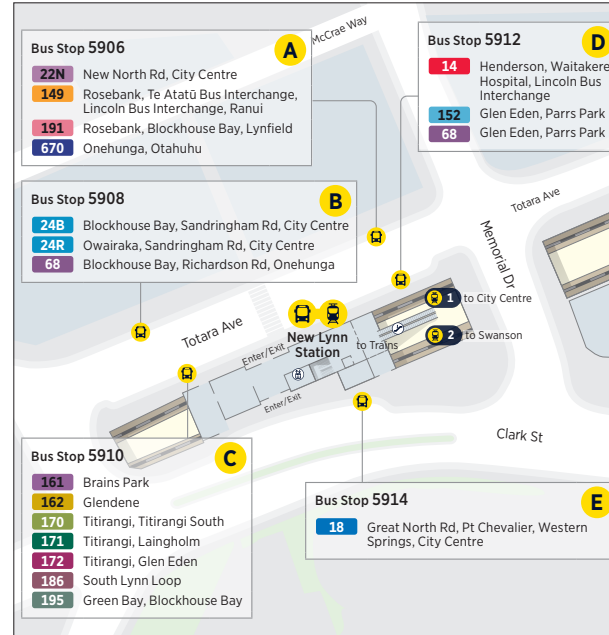 McCrae Way
Bus Stop 5906
A
22N New North Rd, City Centre
149 Rosebank, Te Atatū Bus Interchange,
Lincoln Bus Interchange, Ranui
191 Rosebank, Blockhouse Bay, Lynfield
670 Onehunga, Otahuhu
Bus Stop 5912
D
14 Henderson, Waitakere
Hospital, Lincoln Bus
Interchange
152 Glen Eden, Parrs Park
68 Glen Eden, Parrs Park
Bus Stop 5908
B
24B Blockhouse Bay, Sandringham Rd, City Centre
24R Owairaka, Sandringham Rd, City Centre
68 Blockhouse Bay, Richardson Rd, Onehunga
Totara Ave
Memorial Dr
1 to City Centre
2 to Swanson
Totara Ave
New Lynn
Station
to Trains
Enter/Exit
Enter/Exit
Clark St
Bus Stop 5910
C
161 Brains Park
162 Glendene
170 Titirangi, Titirangi South
171 Titirangi, Laingholm
172 Titirangi, Glen Eden
186 South Lynn Loop
195 Green Bay, Blockhouse Bay
Bus Stop 5914
E
18 Great North Rd, Pt Chevalier, Western
Springs, City Centre